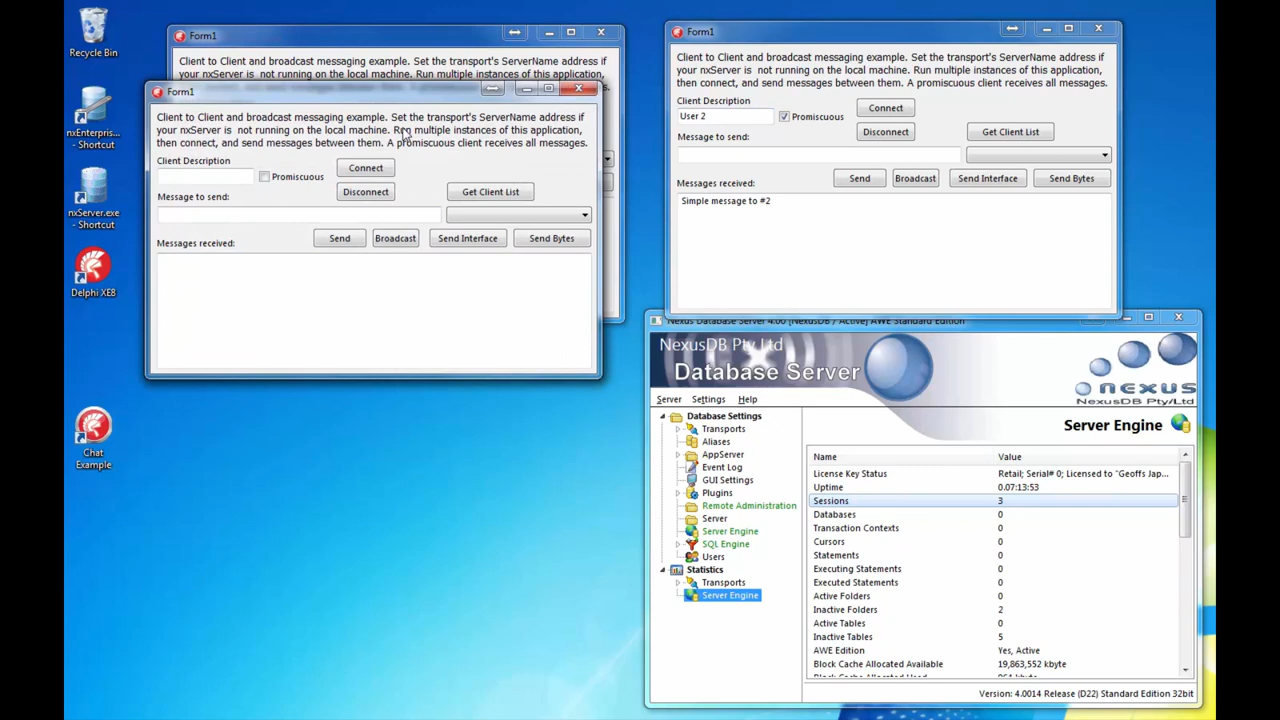 Recycle Bin
nxEnterpris...
- Shortcut
nxServer.exe
- Shortcut
Delphi XE8
Chat
Example
Form1
Client to Client and broadcast messaging example. Set the transport's ServerName address if
your nxServer is not running on the local machine. Run multiple instances of this application,
Form1
Client to Client and broadcast messaging example. Set the transport's ServerName address if
your nxServer is not running on the local machine. Run multiple instances of this application,
then connect, and send messages between them. A promiscuous client receives all messages.
Client Description
Promiscuous
Connect
Disconnect
Get Client List
Message to send:
Messages received:
Send
Broadcast
Send Interface
Send Bytes
Form1
Client to Client and broadcast messaging example. Set the transport's ServerName address if
your nxServer is not running on the local machine. Run multiple instances of this application,
then connect, and send messages between them. A promiscuous client receives all messages.
Client Description
User 2
Promiscuous
Connect
Disconnect
Get Client List
Message to send:
Messages received:
Send
Broadcast
Send Interface
Send Bytes
Simple message to #2
Nexus Database Server 4.00 [NexusDB / Active] AWE Standard Edition
NexusDB Pty Ltd
Database Server
nexus
NexusDB Pty/Ltd
Server Settings Help
Database Settings
Transports
Aliases
AppServer
Event Log
GUI Settings
Plugins
Remote Administration
Server
Server Engine
SQL Engine
Users
Statistics
Transports
Server Engine
Server Engine
Name Value
License Key Status Retail; Serial# 0; Licensed to "Geoffs Jap...
Uptime 0.07:13:53
Sessions 3
Databases 0
Transaction Contexts 0
Cursors 0
Statements 0
Executing Statements 0
Executed Statements 0
Active Folders 0
Inactive Folders 2
Active Tables 0
Inactive Tables 5
AWE Edition Yes, Active
Block Cache Allocated Available 19,863,552 kbyte
Version: 4.0014 Release (D22) Standard Edition 32bit